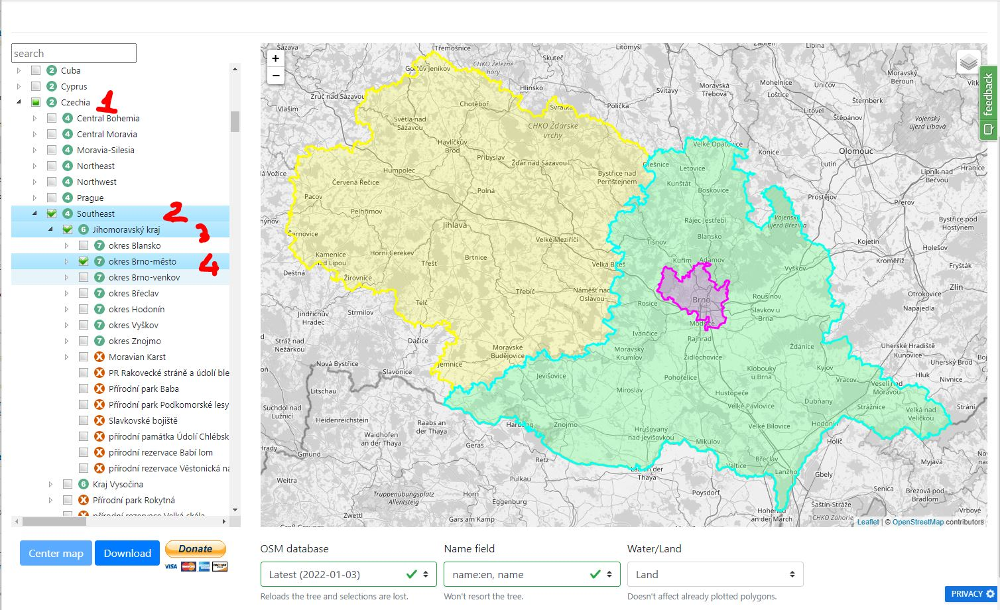 search
2 Cuba
2 Cyprus
2 Czechia 1
4 Central Bohemia
4 Central Moravia
4 Moravia-Silesia
4 Northeast
4 Northwest
4 Prague
4 Southeast 2
6 Jihomoravský kraj 3
7 okres Blansko
7 okres Brno-město 4
7 okres Brno-venkov
7 okres Břeclav
7 okres Hodonín
7 okres Vyškov
7 okres Znojmo
X Moravian Karst
X PR Rakovecké stráně a údolí ble
X Přírodní park Baba
X Přírodní park Podkomorské lesy
X Slavkovské bojiště
X přírodní památka Údolí Chlébsk
X přírodní rezervace Babí lom
X přírodní rezervace Věstonická na
6 Kraj Vysočina
X Přírodní park Rokytná
přírodní rezervace Velká skála
Center map
Download
Donate
VISA
+
−
Sázava
Třemošnice
Litomyšl
Libina
Skuteč
CHKO Železné
hory
Golčův Jeníkov
Moravský
Beroun
Hlinsko
Svitavy
Moravská
Třebová
Mohelnice
Loštice
Uničov
Vítk
Zruč nad Sázavou
Chotěboř
Svratka
Polička
Litovel
Šternberk
Vlašim
Světlá nad
Sázavou
CHKO Žďárské
vrchy
Štěpánov
Vojenský
újezd Libavá
Havlíčkův
Brod
Velké Opatovice
Konice
Olomouc
Přibyslav
Žďár nad Sázavou
Olešnice
Letovice
Lutín
Hranice
Humpolec
Bystřice nad
Pernštejnem
Lipník nad
Bečvou
lá Vožice
Červená Řečice
Kunštát
Boskovice
Polná
Pacov
Prostějov
Přerov
Pelhřimov
Jihlava
Rájec-Jestřebí
Vojenský
újezd Březina
Bystřice pod
Hostýnem
Černovice
Velké Meziříčí
Blansko
Tišnov
Kojetín
Holešov
Kamenice
nad Lipou
Horní Cerekev
Brtnice
Kuřim
Adamov
Kroměříž
Fryšták
Deštná
Třešť
Velká Bíteš
Vyškov
Žirovnice
Třebíč
Náměšť nad
Oslavou
Brno
Rousínov
Zlín
Otrokovice
Telč
Rosice
Slavkov u
Brna
Napajedla
Jindřichův
Hradec
Strmilov
Modřice
Dačice
Ivančice
Rajhrad
Ždánice
Uherské Hradiště
Kunovice
Stráž nad
Nežárkou
Moravské
Budějovice
Moravský
Krumlov
Židlochovice
Uherský Brod
Nová Bystřice
Jemnice
Klobouky
u Brna
Kyjov
Hluk
Nivnice
Slavonice
Jevišovice
Pohořelice
Vracov
Veselí nad
Moravou
Litschau
Miroslav
Hustopeče
Dubňany
Strážnice
Strání
Suchdol nad
Lužnicí
Velké Pavlovice
Velká nad
Veličkou
Heidenreichstein
Raabs an
der Thaya
Hardegg
Znojmo
Hrušovany
nad Jevišovkou
Velké Bílovice
Hodonín
Waidhofen
an der Thaya
Geras
Mikulov
Holíč
Hrady
Gmünd
Retz
Břeclav
Valtice
Myjava
Laa an der
Thaya
Lanžhot
Gbely
Weitra
Pulkau
Senica
Brezová pod
Bradlom
Truppenübungsplatz
Allentsteig
Horn
Eggenburg
Poysdorf
Šaštín-Stráže
Vrbové
Zwettl
Gars am Kamp
Hohenau
an der March
CHKO Záhorie
Groß Gerungs
Leaflet | © OpenStreetMap contributors
feedback
OSM database
Name field
Water/Land
Latest (2022-01-03)
name:en, name
Land
Reloads the tree and selections are lost.
Won't resort the tree.
Doesn't affect already plotted polygons.
PRIVACY